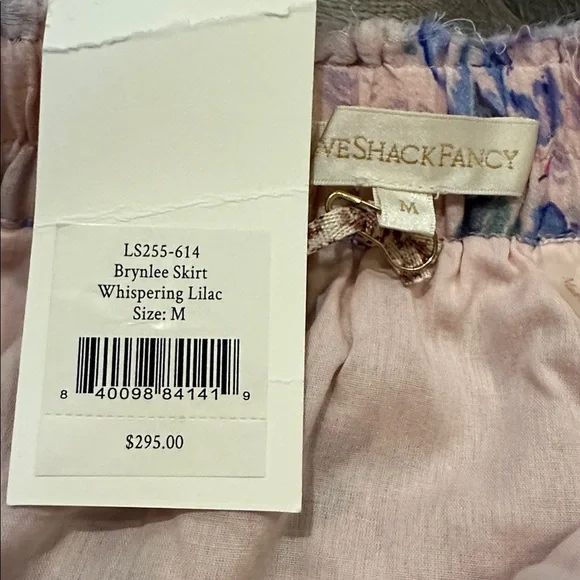 VESHACKFANCY
M
LS255-614
Brynlee Skirt
Whispering Lilac
Size: M
8 40098 84141 9
$295.00